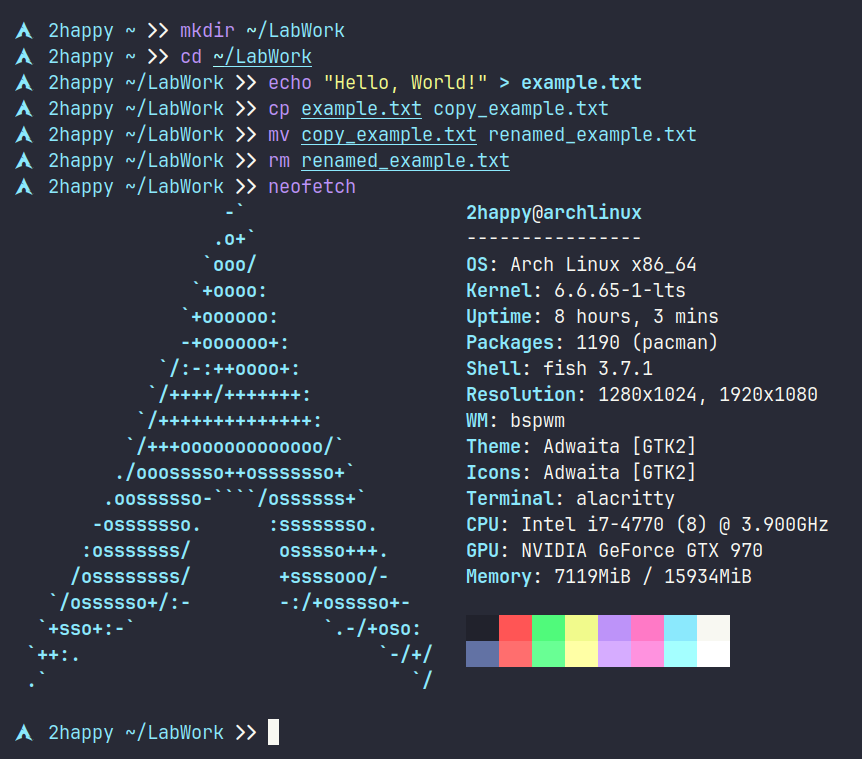 2happy ~ >> mkdir ~/LabWork
2happy ~ >> cd ~/LabWork
2happy ~/LabWork >> echo "Hello, World!" > example.txt
2happy ~/LabWork >> cp example.txt copy_example.txt
2happy ~/LabWork >> mv copy_example.txt renamed_example.txt
2happy ~/LabWork >> rm renamed_example.txt
2happy ~/LabWork >> neofetch
                   -`                    2happy@archlinux
                  .o+`                   ----------------
                 `ooo/                   OS: Arch Linux x86_64
                `+oooo:                  Kernel: 6.6.65-1-lts
               `+oooooo:                 Uptime: 8 hours, 3 mins
               -+oooooo+:                Packages: 1190 (pacman)
             `/:-:++oooo+:               Shell: fish 3.7.1
            `/++++/+++++++:              Resolution: 1280x1024, 1920x1080
           `/++++++++++++++:             WM: bspwm
          `/+++ooooooooooooo/`           Theme: Adwaita [GTK2]
         ./ooosssso++osssssso+`          Icons: Adwaita [GTK2]
        .oossssso-````/ossssss+`         Terminal: alacritty
       -osssssso.      :ssssssso.        CPU: Intel i7-4770 (8) @ 3.900GHz
      :osssssss/        osssso+++.       GPU: NVIDIA GeForce GTX 970
     /ossssssss/        +ssssooo/-       Memory: 7119MiB / 15934MiB
   `/ossssso+/:-        -:/+osssso+-
  `+sso+:-`                 `.-/+oso:
 `++:.                           `-/+/
 .`                                 `/
2happy ~/LabWork >>